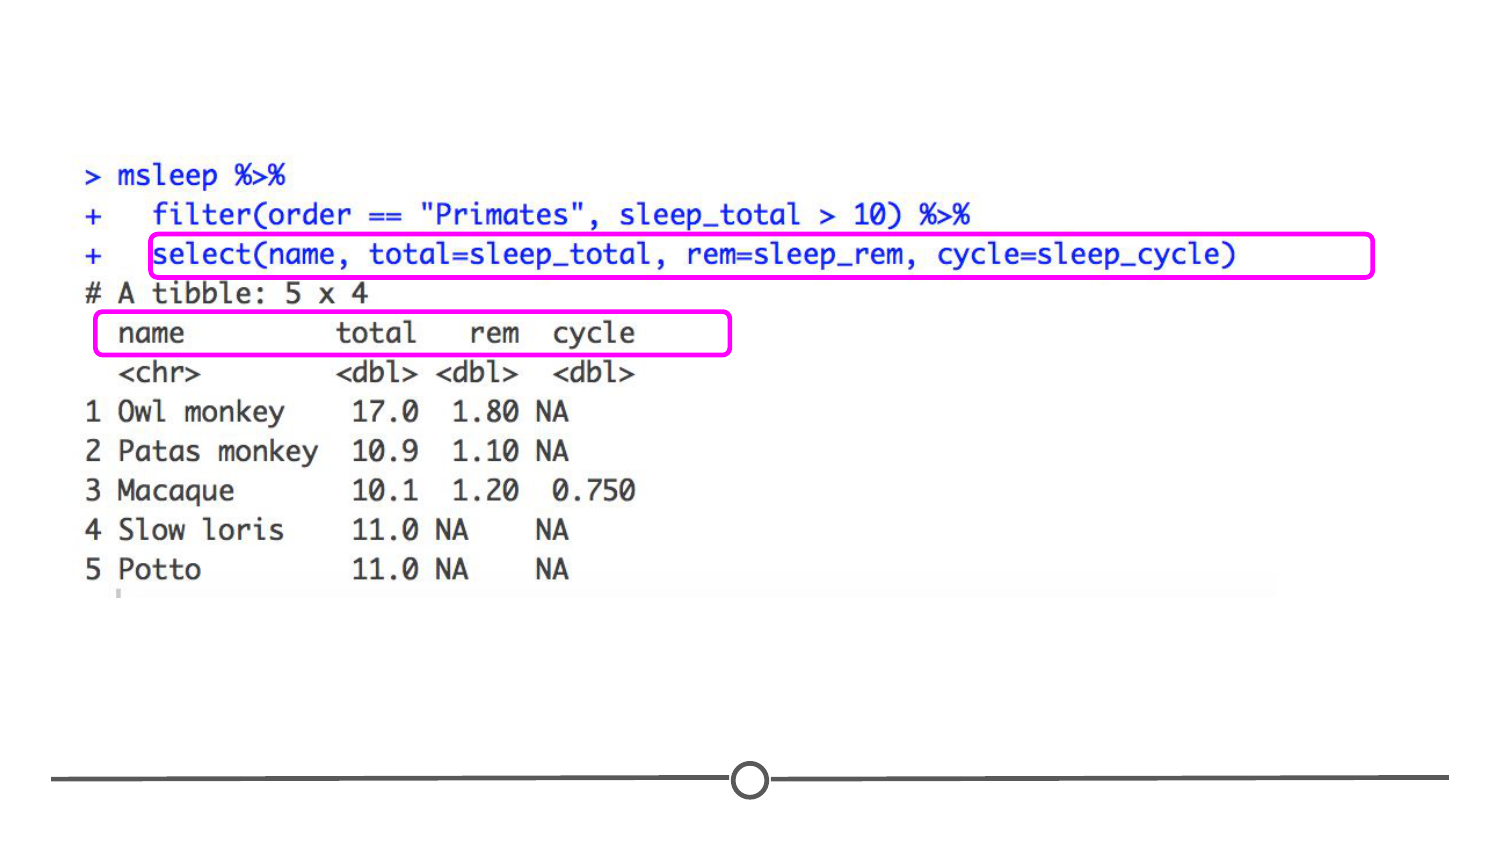 > msleep %>%
+   filter(order == "Primates", sleep_total > 10) %>%
+   select(name, total=sleep_total, rem=sleep_rem, cycle=sleep_cycle)
# A tibble: 5 x 4
  name         total   rem  cycle
  <chr>        <dbl> <dbl>  <dbl>
1 Owl monkey    17.0  1.80 NA
2 Patas monkey  10.9  1.10 NA
3 Macaque       10.1  1.20  0.750
4 Slow loris    11.0 NA    NA
5 Potto         11.0 NA    NA